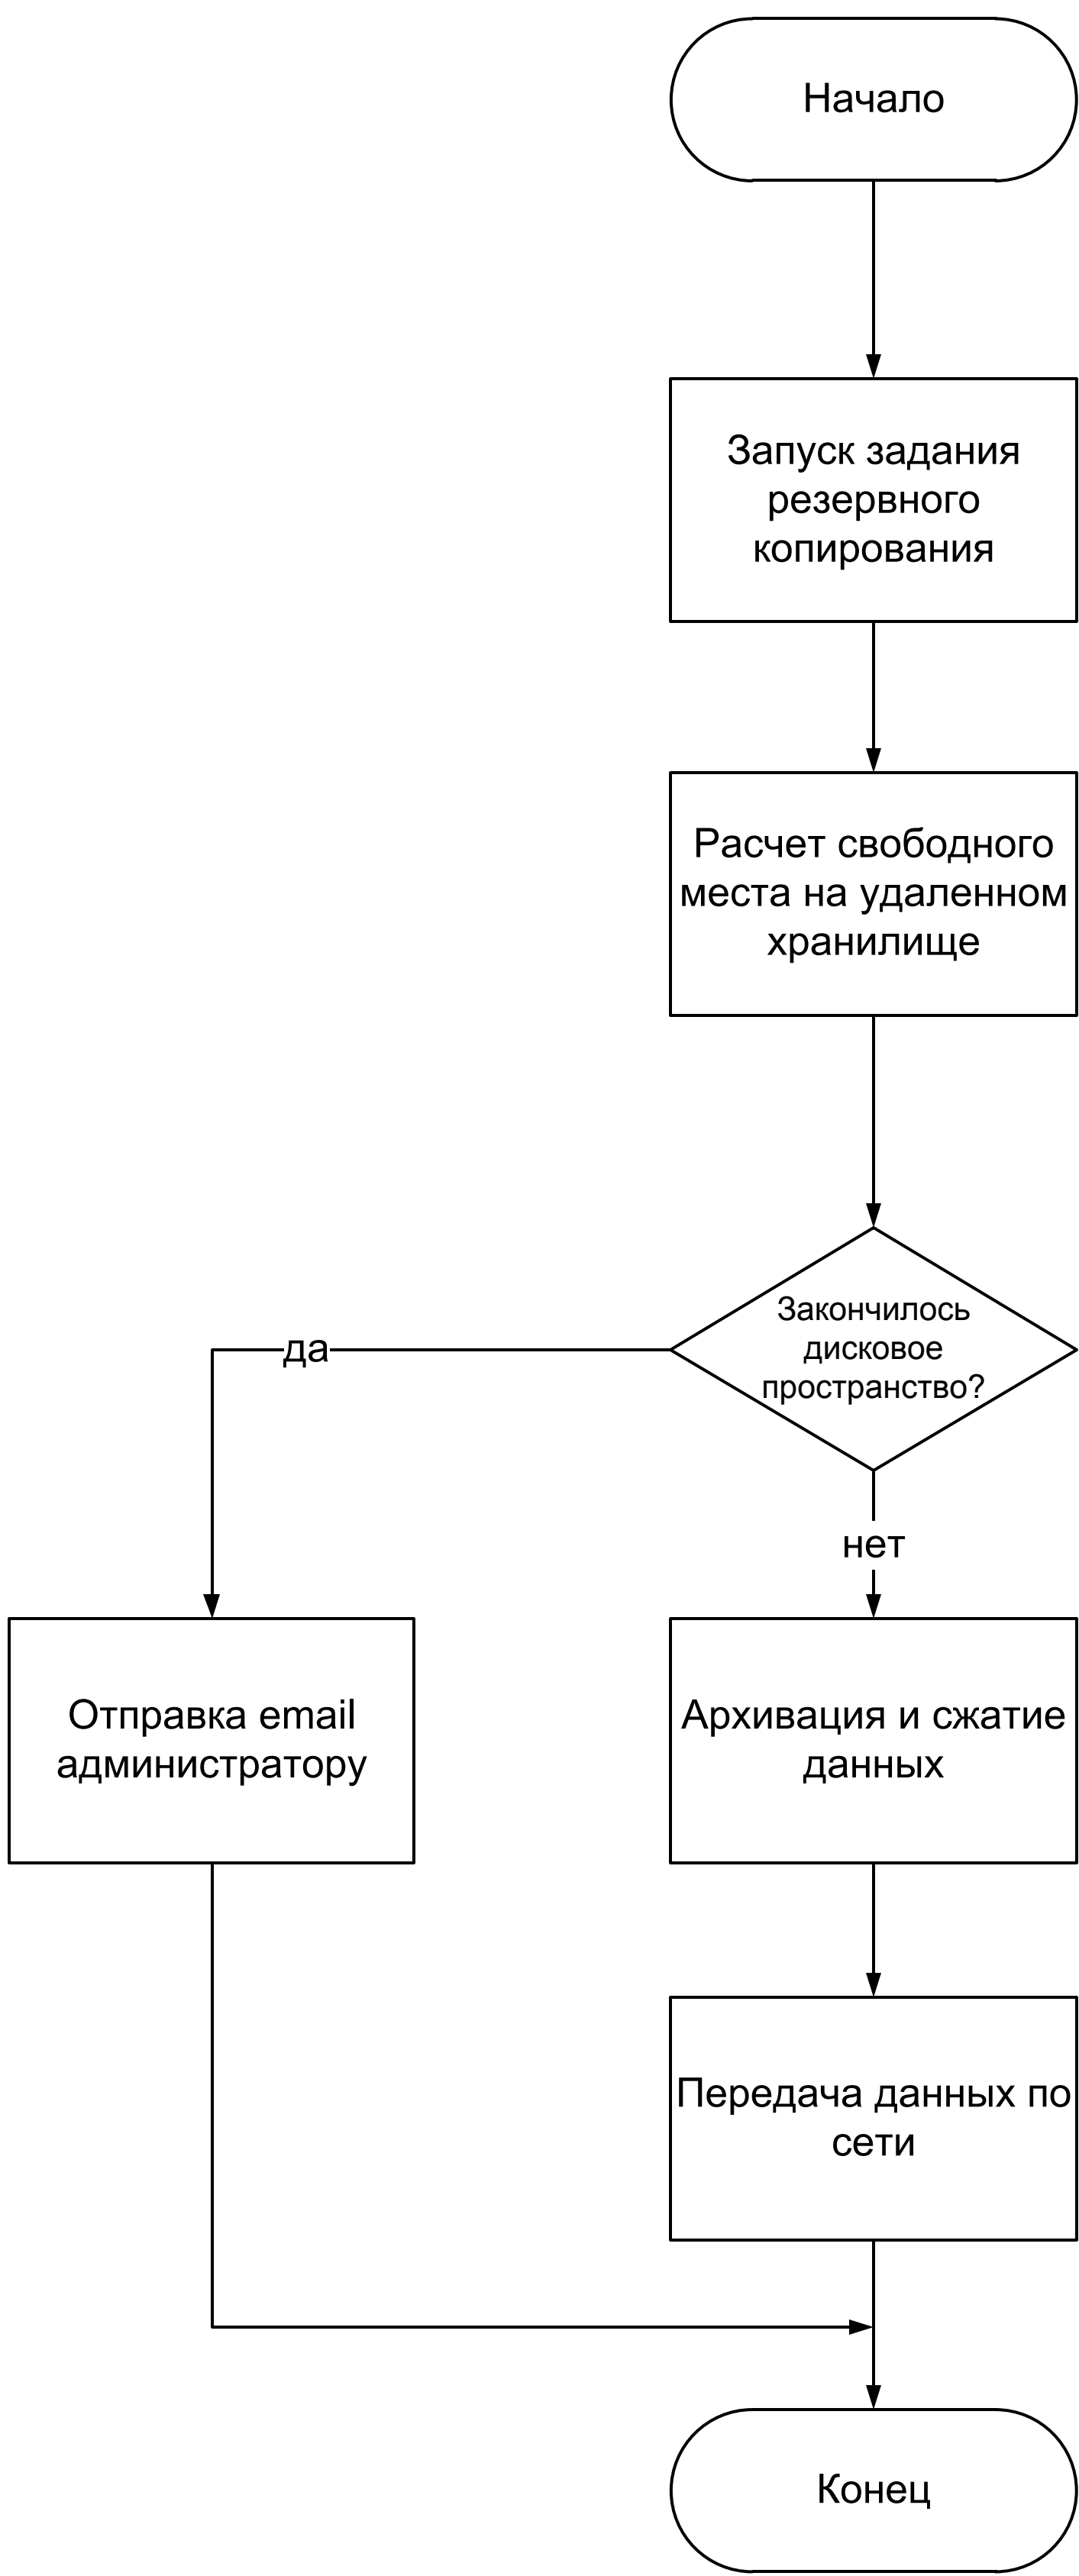 Начало
Запуск задания
резервного
копирования
Расчет свободного
места на удаленном
хранилище
Закончилось
дисковое
пространство?
да
нет
Отправка email
администратору
Архивация и сжатие
данных
Передача данных по
сети
Конец